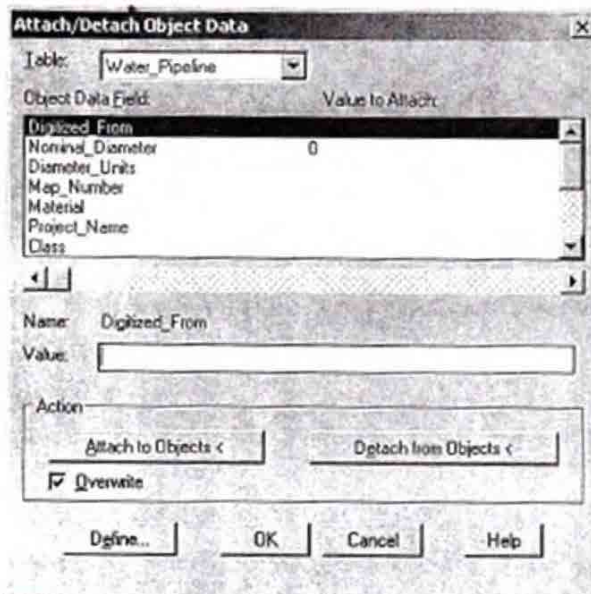 Attach/Detach Object Data
Table: Water_Pipeline
Object Data Field: Value to Attach:
Digitized_From
Nominal_Diameter 0
Diameter_Units
Map_Number
Material
Project_Name
Class
Name: Digitized_From
Value:
Action
Attach to Objects < Detach from Objects <
Overwrite
Define... OK Cancel Help